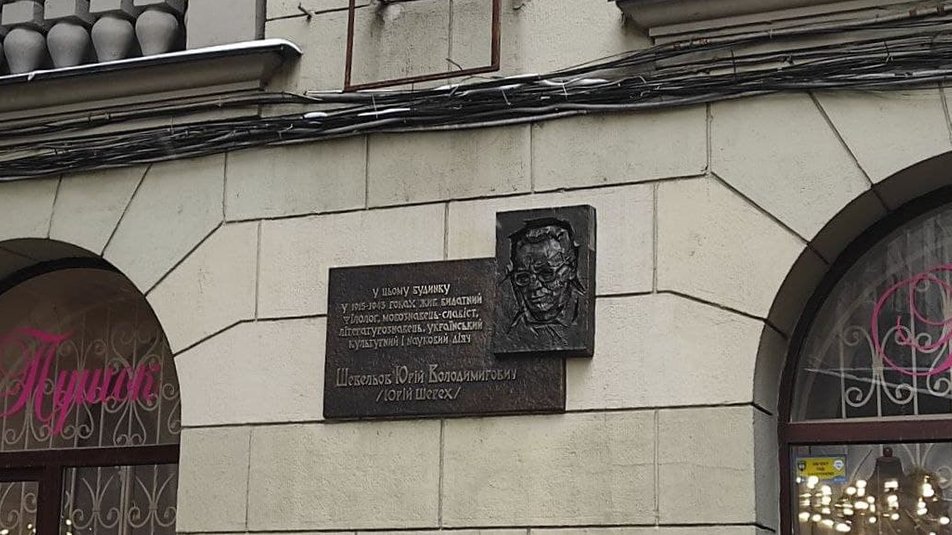 У цьому будинку
у 1915-1943 роках жив видатний
філолог, мовознавець-славіст,
літературознавець, український
культурний і науковий діяч
Шевельов Юрій Володимирович
/Юрій Шерех/
Пушок